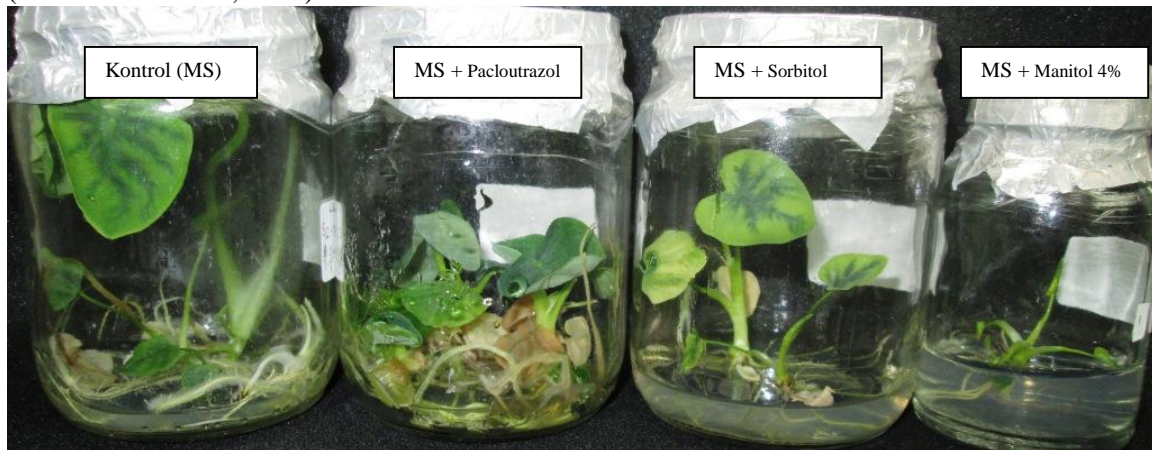 Kontrol (MS)
MS + Pacloutrazol
MS + Sorbitol
MS + Manitol 4%